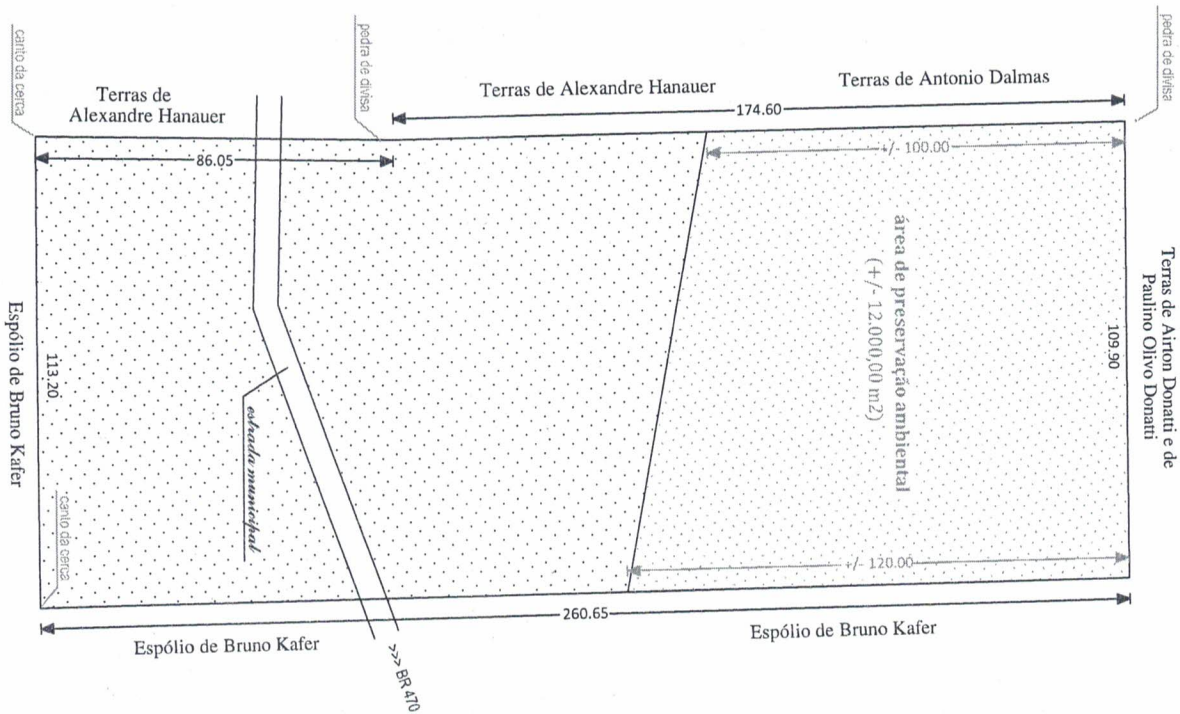 canto da cerca
pedra de divisa
pedra de divisa
Terras de
Alexandre Hanauer
Terras de Alexandre Hanauer
Terras de Antonio Dalmas
174.60
86.05
+/- 100.00
área de preservação ambiental
(+/- 12.000,00 m2)
Terras de Airton Donatti e de
Paulino Olivo Donatti
109.90
Espólio de Bruno Kafer
113.20
estrada municipal
canto da cerca
+/- 120.00
260.65
Espólio de Bruno Kafer
Espólio de Bruno Kafer
>>> BR 470